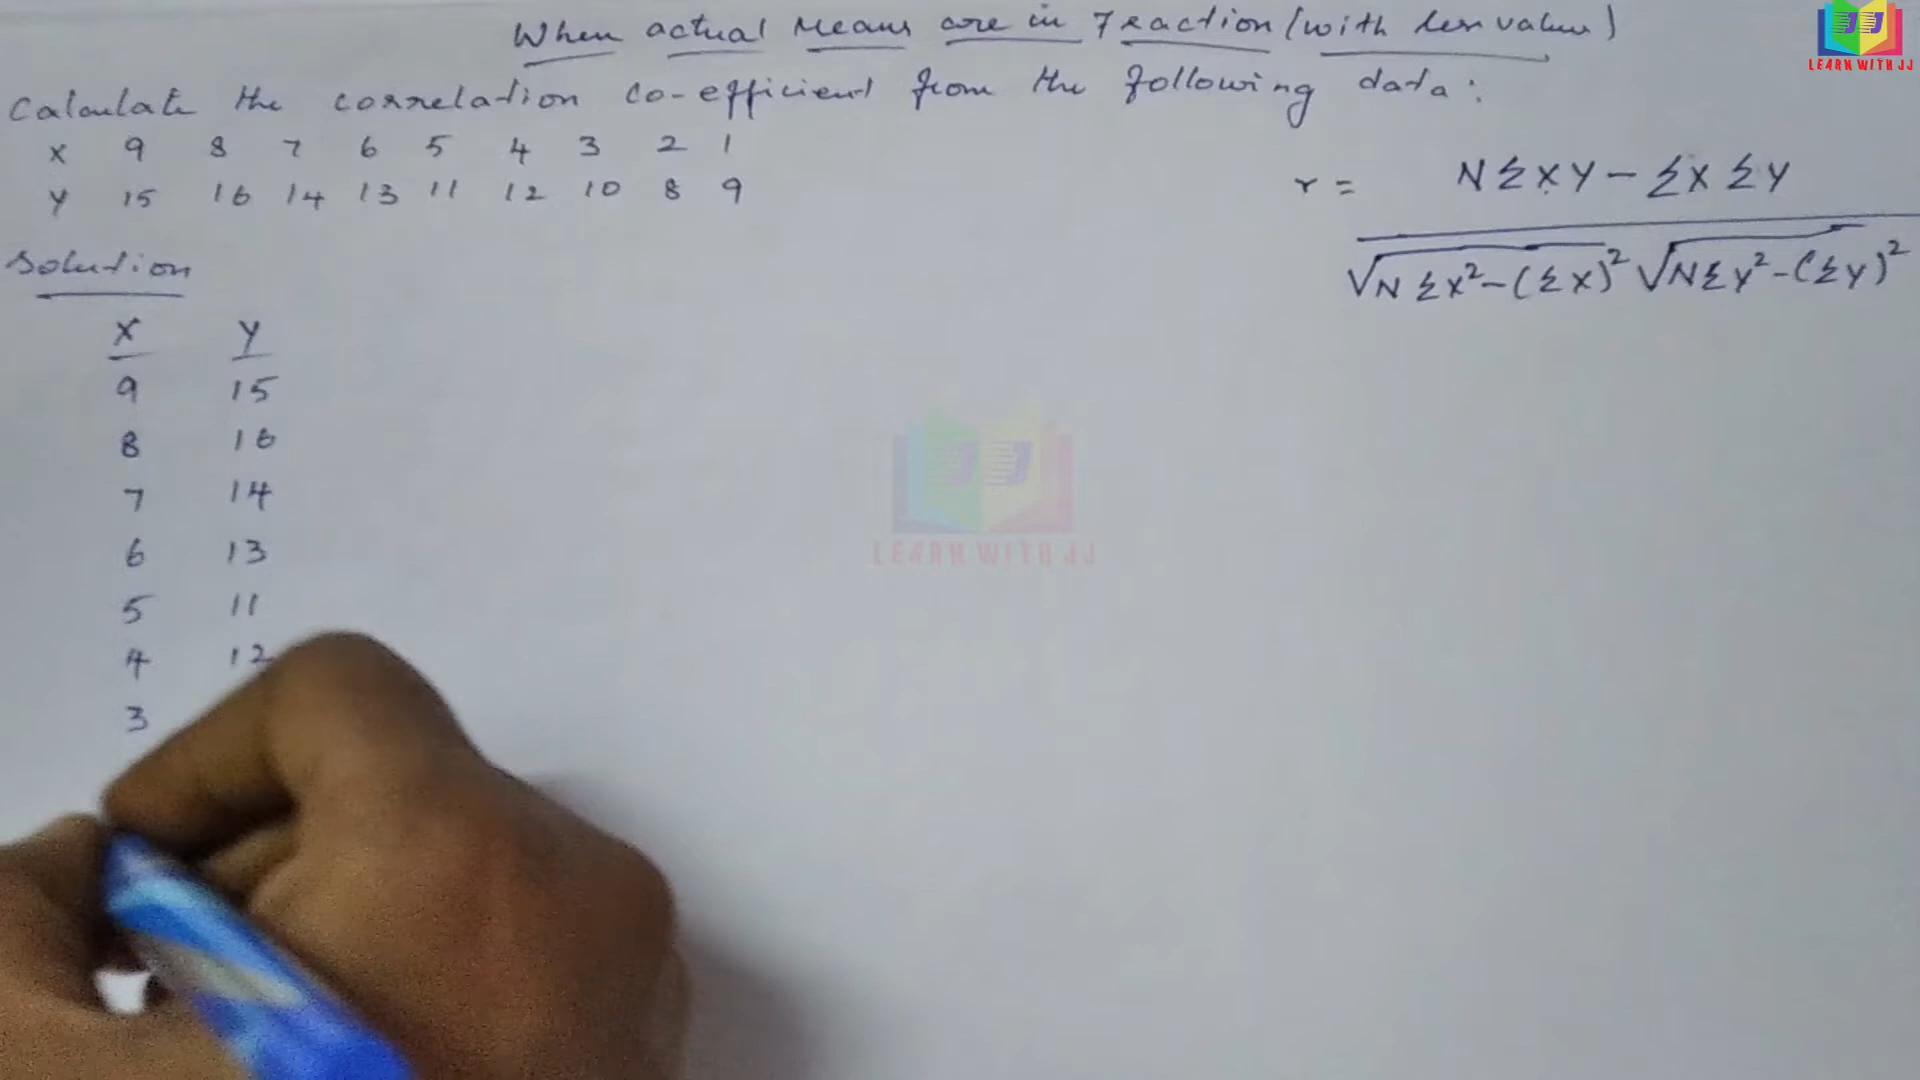 When actual Means are in Fraction (with less values)
Calculate the correlation co-efficient from the following data:
X 9 8 7 6 5 4 3 2 1
Y 15 16 14 13 11 12 10 8 9
r = N Σ X Y - Σ X Σ Y
√N Σ X² - (Σ X)² √N Σ Y² - (Σ Y)²
Solution
X Y
9 15
8 16
7 14
6 13
5 11
4 12
3
LEARN WITH JJ
LEARN WITH JJ